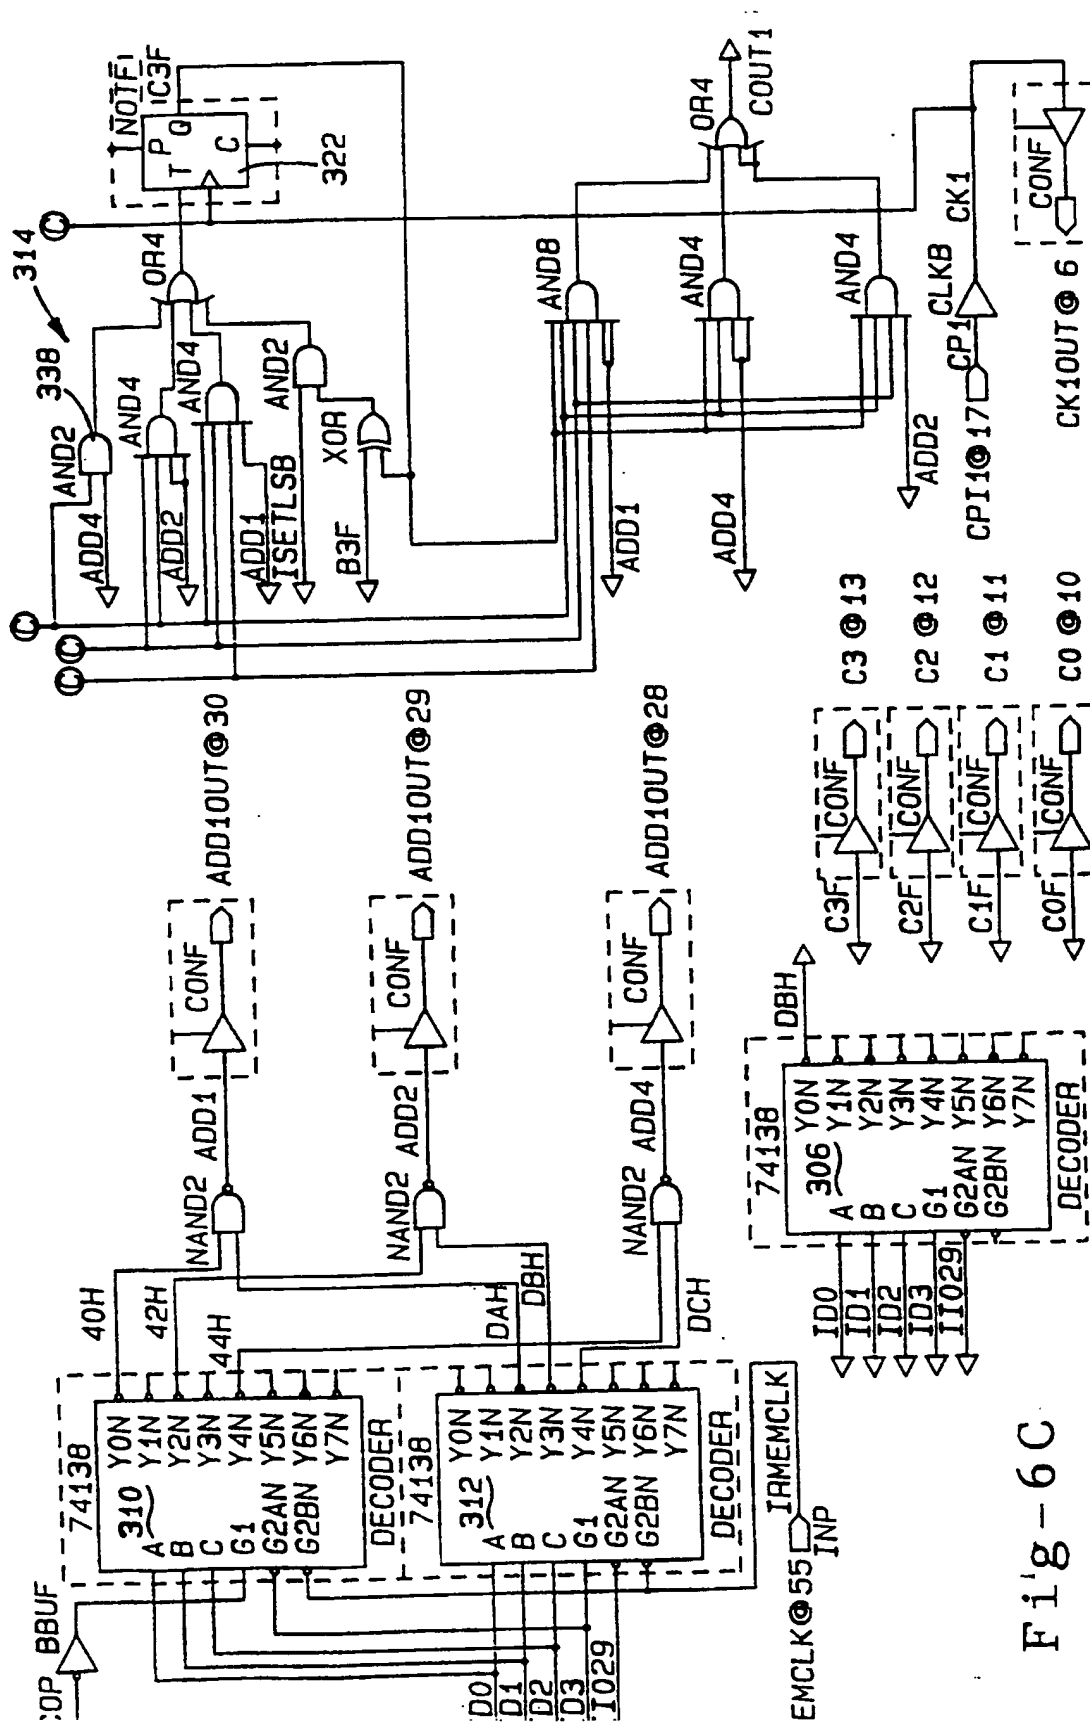 :COP BBUF
74138
310
A
B
C
G1
G2AN
G2BN
Y0N
Y1N
Y2N
Y3N
Y4N
Y5N
Y6N
Y7N
DECODER
74138
312
A
B
C
G1
G2AN
G2BN
Y0N
Y1N
Y2N
Y3N
Y4N
Y5N
Y6N
Y7N
DECODER
D0
D1
D2
D3
IO29
EMCLK@55
INP
IRMEMCLK
40H
42H
44H
DAH
DBH
DCH
NAND2
ADD1
CONF
ADD1OUT@30
NAND2
ADD2
CONF
ADD1OUT@29
NAND2
ADD4
CONF
ADD1OUT@28
74138
306
A
B
C
G1
G2AN
G2BN
Y0N
Y1N
Y2N
Y3N
Y4N
Y5N
Y6N
Y7N
DECODER
ID0
ID1
ID2
ID3
IIO29
DBH
C3F
CONF
C3@13
C2F
CONF
C2@12
C1F
CONF
C1@11
C0F
CONF
C0@10
C
C
C
C
314
338
AND2
ADD4
AND4
ADD2
AND4
ADD1
AND2
ISETLSB
XOR
B3F
OR4
NOTF
C3F
P
T
Q
C
322
AND8
ADD1
AND4
ADD4
AND4
ADD2
OR4
COUT1
CPI1@17
CP1
CLKB
CK1
CONF
CK1OUT@6
Fig-6C